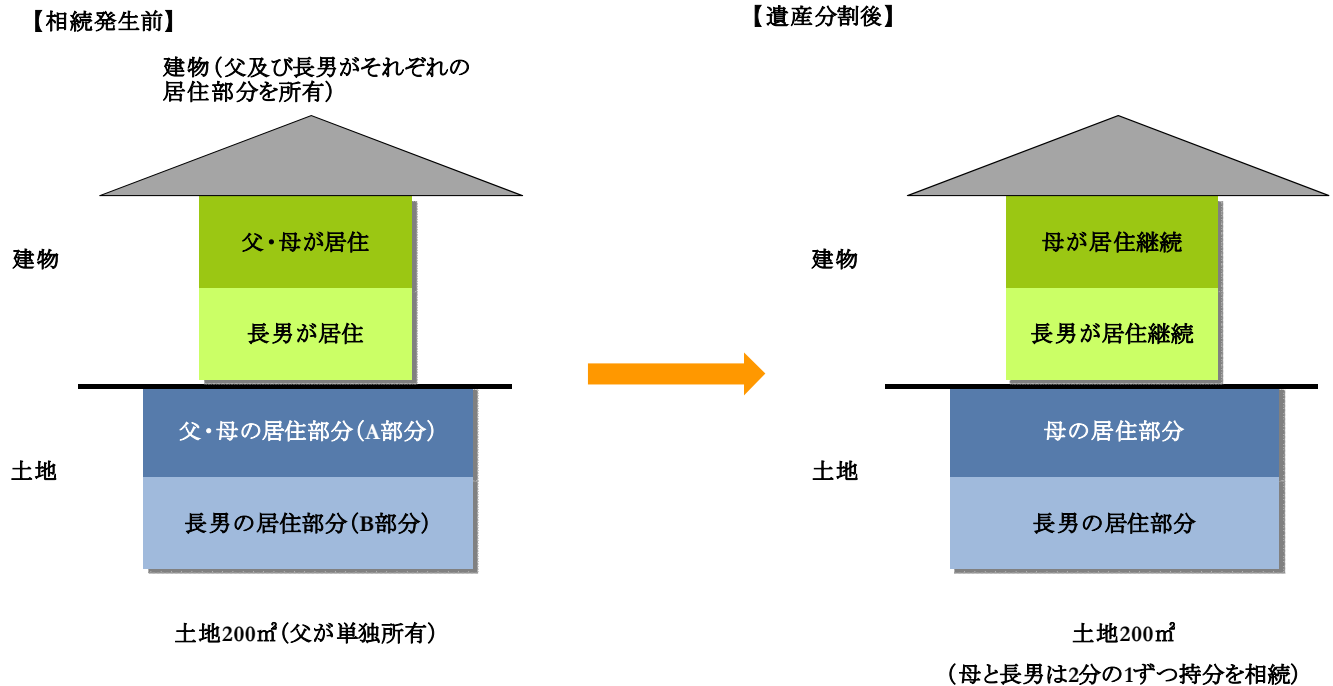 【相続発生前】
建物（父及び長男がそれぞれの
居住部分を所有）
建物
父・母が居住
長男が居住
土地
父・母の居住部分（A部分）
長男の居住部分（B部分）
土地200㎡（父が単独所有）
【遺産分割後】
建物
母が居住継続
長男が居住継続
土地
母の居住部分
長男の居住部分
土地200㎡
（母と長男は2分の1ずつ持分を相続）